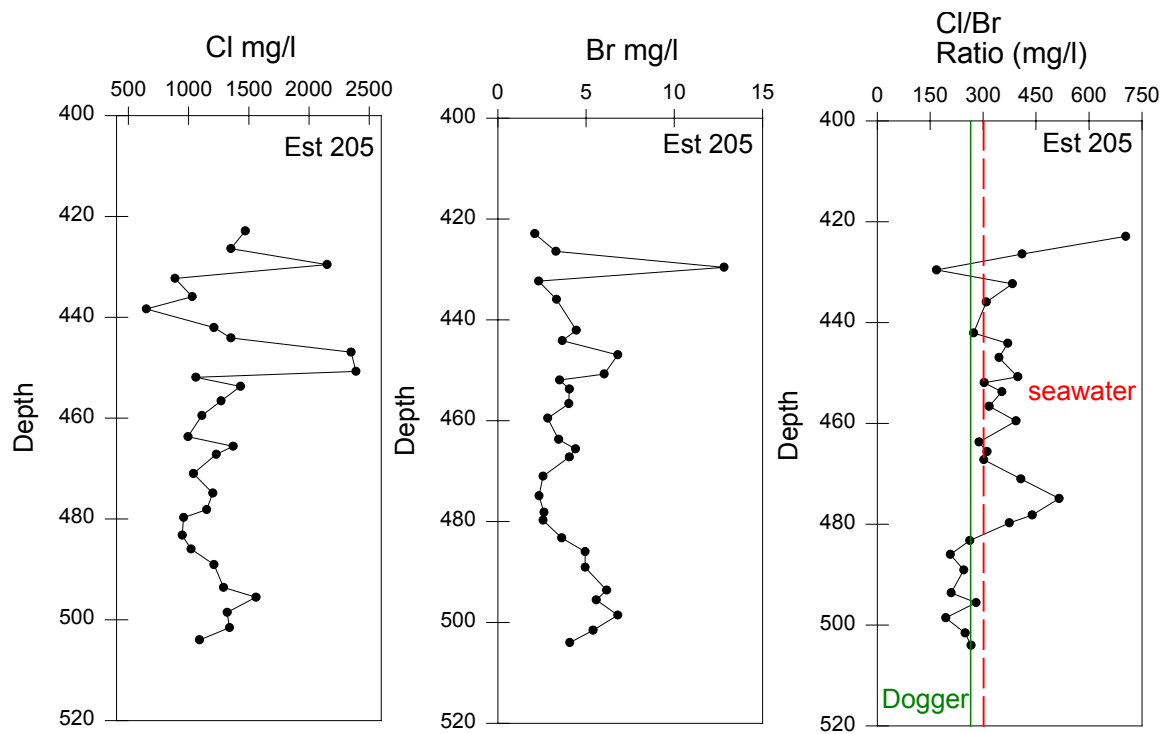 Cl mg/l
500 1000 1500 2000 2500
400
420
440
460
480
500
520
Depth
Est 205
Br mg/l
0 5 10 15
400
420
440
460
480
500
520
Depth
Est 205
Cl/Br
Ratio (mg/l)
0 150 300 450 600 750
400
420
440
460
480
500
520
Depth
Est 205
seawater
Dogger